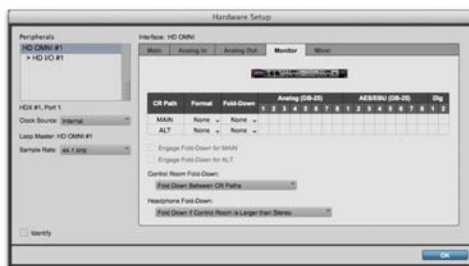 Hardware Setup
Peripherals
HD OMNI #1
> HD I/O #1
HDX #1, Port 1
Clock Source: Internal
Loop Master: HD OMNI #1
Sample Rate: 44.1 kHz
Identify
Interface: HD OMNI
Main Analog In Analog Out Monitor Mixer
CR Path Format Fold-Down Analog (DB-25) AES/EBU (DB-25) Dig
1 2 3 4 5 6 7 8 1 2 3 4 5 6 7 8 1 2
MAIN None None
ALT None None
Engage Fold-Down for MAIN
Engage Fold-Down for ALT
Control Room Fold-Down:
Fold Down Between CR Paths
Headphone Fold-Down:
Fold Down if Control Room is Larger than Stereo
OK